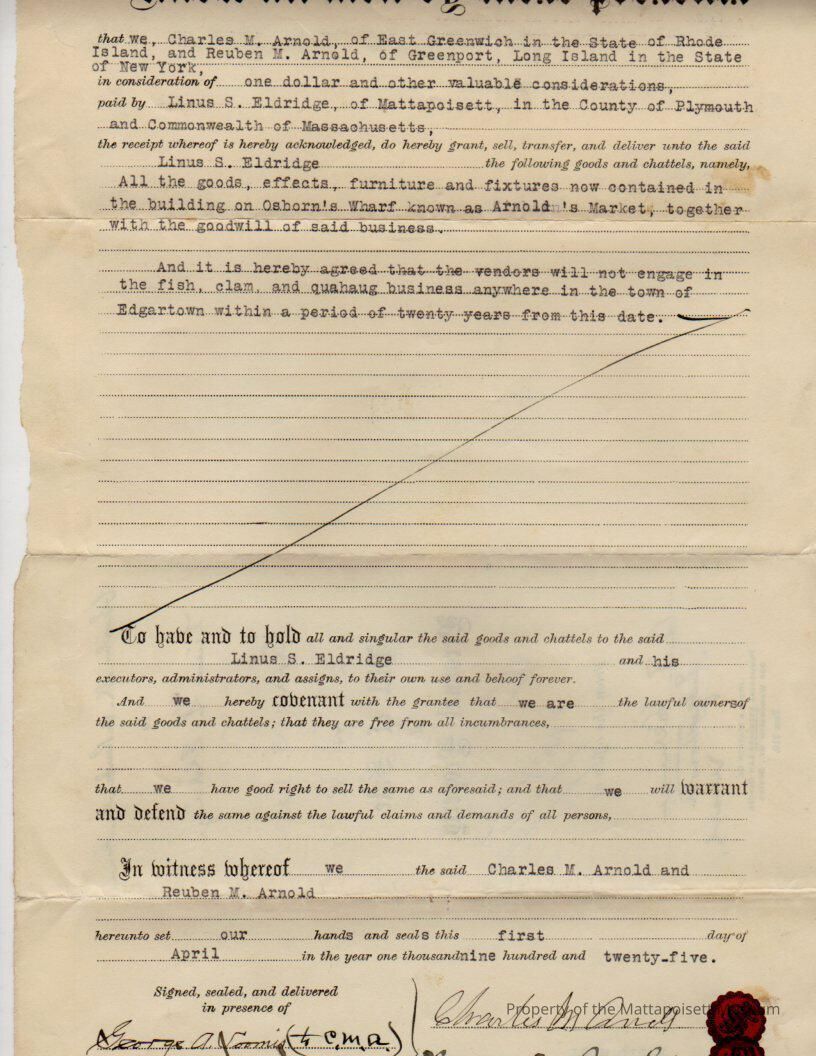 Know all men by these presents
that we, Charles M. Arnold, of East Greenwich in the State of Rhode
Island, and Reuben M. Arnold, of Greenport, Long Island in the State
of New York,
in consideration of one dollar and other valuable considerations,
paid by Linus S. Eldridge, of Mattapoisett, in the County of Plymouth
and Commonwealth of Massachusetts,
the receipt whereof is hereby acknowledged, do hereby grant, sell, transfer, and deliver unto the said
Linus S. Eldridge the following goods and chattels, namely,
All the goods, effects, furniture and fixtures now contained in
the building on Osborn's Wharf known as Arnold's Market, together
with the goodwill of said business.
And it is hereby agreed that the vendors will not engage in
the fish, clam, and quahaug business anywhere in the town of
Edgartown within a period of twenty years from this date.
To have and to hold all and singular the said goods and chattels to the said
Linus S. Eldridge and his
executors, administrators, and assigns, to their own use and behoof forever.
And we hereby covenant with the grantee that we are the lawful owners of
the said goods and chattels; that they are free from all incumbrances,
that we have good right to sell the same as aforesaid; and that we will warrant
and defend the same against the lawful claims and demands of all persons,
In witness whereof we the said Charles M. Arnold and
Reuben M. Arnold
hereunto set our hands and seals this first day of
April in the year one thousand nine hundred and twenty-five.
Signed, sealed, and delivered
in presence of
Charles M Arnold
Property of the Mattapoisett
George A. to C.M.A.)